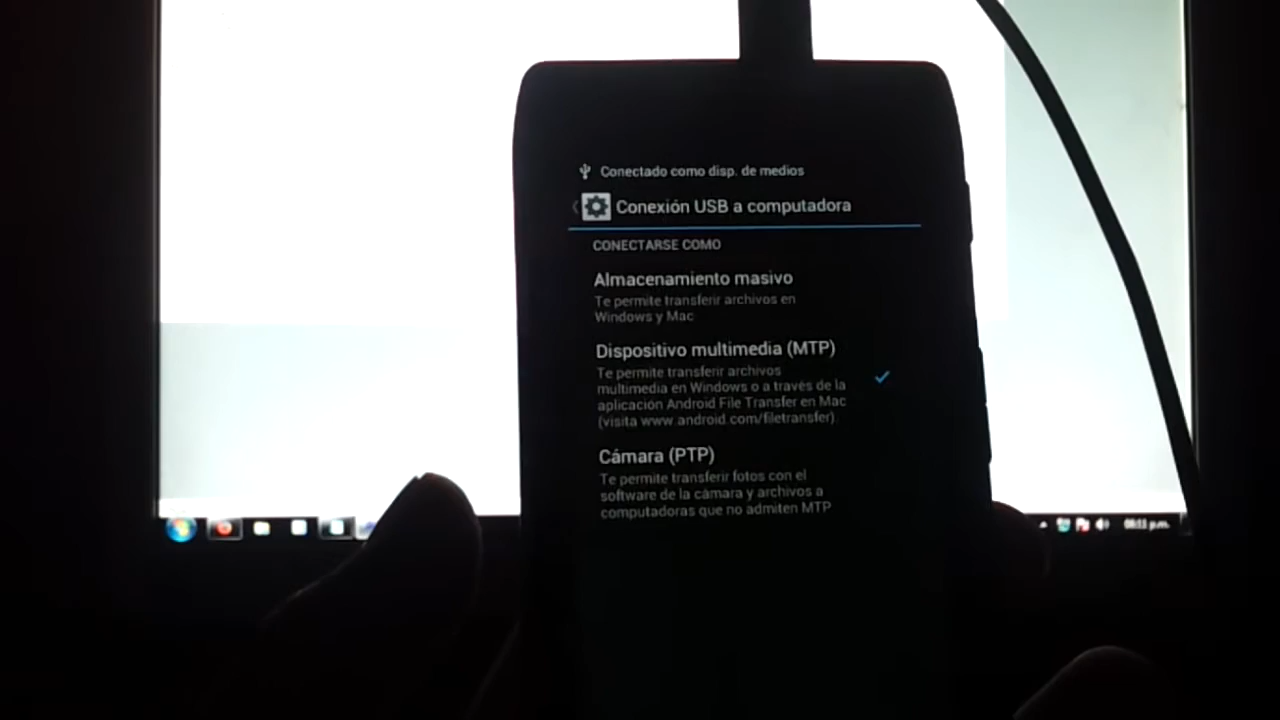 Conectado como disp. de medios
Conexión USB a computadora
CONECTARSE COMO
Almacenamiento masivo
Te permite transferir archivos en
Windows y Mac
Dispositivo multimedia (MTP)
Te permite transferir archivos
multimedia en Windows o a través de la
aplicación Android File Transfer en Mac
(visita www.android.com/filetransfer).
Cámara (PTP)
Te permite transferir fotos con el
software de la cámara y archivos a
computadoras que no admiten MTP
p.m.